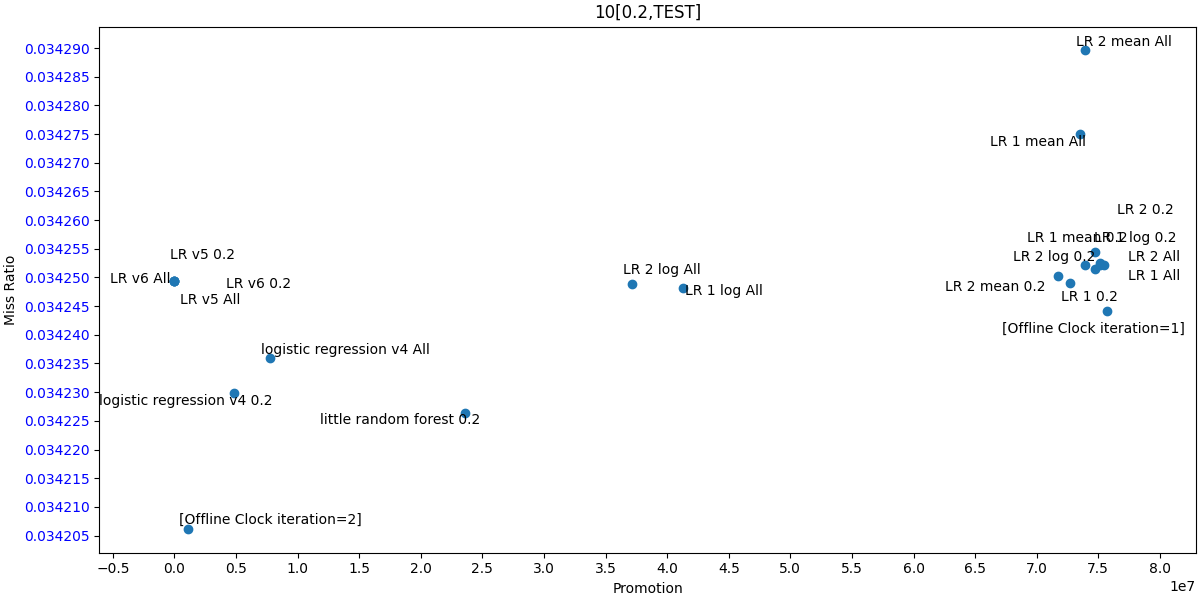 10[0.2,TEST]
0.034290
0.034285
0.034280
0.034275
0.034270
0.034265
0.034260
0.034255
0.034250
0.034245
0.034240
0.034235
0.034230
0.034225
0.034220
0.034215
0.034210
0.034205
Miss Ratio
LR 2 mean All
LR 1 mean All
LR 2 0.2
LR 1 mean 0.2
LR 1 log 0.2
LR v5 0.2
LR 2 log 0.2
LR 2 All
LR 2 log All
LR v6 All
LR 1 All
LR v6 0.2
LR 2 mean 0.2
LR 1 log All
LR v5 All
LR 1 0.2
[Offline Clock iteration=1]
logistic regression v4 All
logistic regression v4 0.2
little random forest 0.2
[Offline Clock iteration=2]
−0.5 0.0 0.5 1.0 1.5 2.0 2.5 3.0 3.5 4.0 4.5 5.0 5.5 6.0 6.5 7.0 7.5 8.0
1e7
Promotion